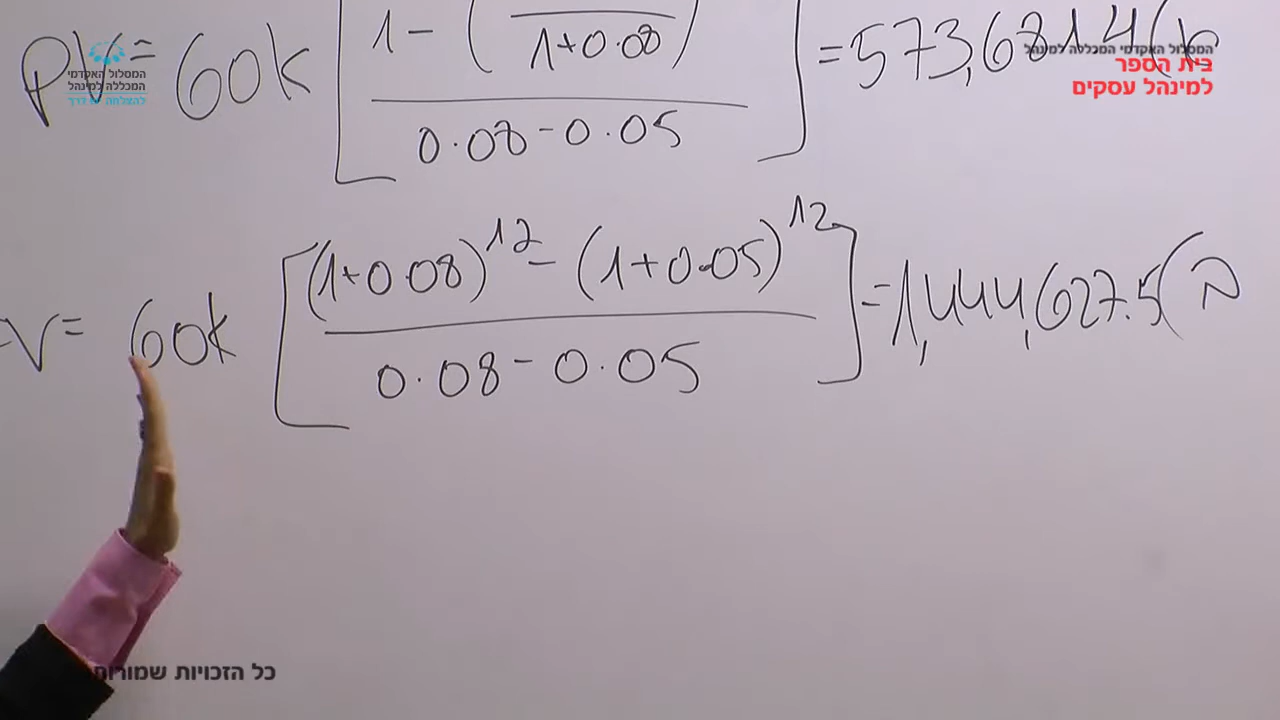 PV= 60k [ 1 - ( / 1+0.08 ) / 0.08-0.05 ] = 573,681.4 (
V= 60k [ (1+0.08)^12 - (1+0.05)^12 / 0.08-0.05 ] = 1,444,627.5 (ב
המסלול האקדמי
המכללה למינהל
המסלול האקדמי המכללה למינהל
בית הספר
למינהל עסקים
כל הזכויות שמורות